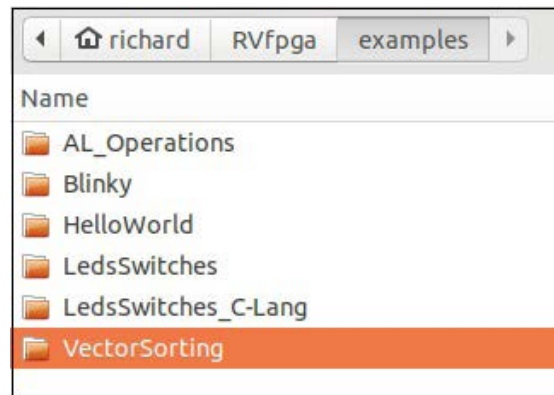 richard RVfpga examples
Name
AL_Operations
Blinky
HelloWorld
LedsSwitches
LedsSwitches_C-Lang
VectorSorting